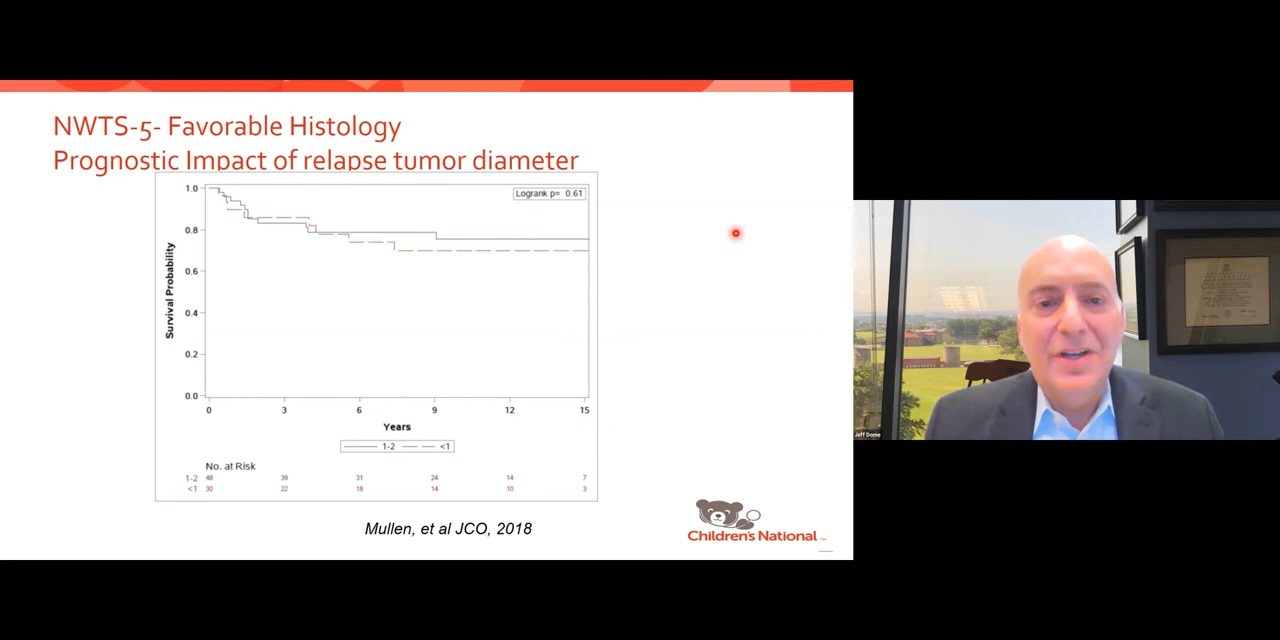 NWTS-5- Favorable Histology
Prognostic Impact of relapse tumor diameter
Logrank p= 0.61
1.0
0.8
0.6
0.4
0.2
0.0
Survival Probability
0 3 6 9 12 15
Years
1-2 <1
No. at Risk
1-2 48 39 31 24 14 7
<1 30 22 18 14 10 3
Mullen, et al JCO, 2018
Children's National ™
Jeff Dome